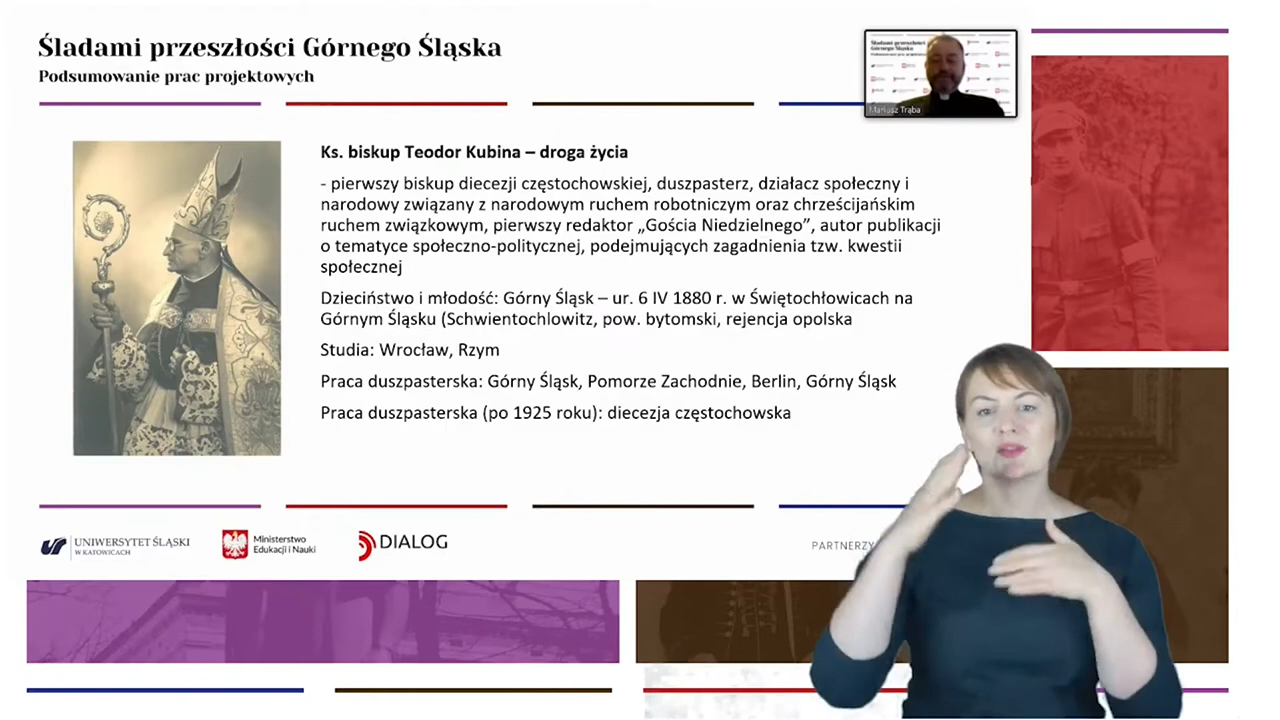 Śladami przeszłości Górnego Śląska
Podsumowanie prac projektowych
Mariusz Trąba
Ks. biskup Teodor Kubina – droga życia
- pierwszy biskup diecezji częstochowskiej, duszpasterz, działacz społeczny i
narodowy związany z narodowym ruchem robotniczym oraz chrześcijańskim
ruchem związkowym, pierwszy redaktor „Gościa Niedzielnego”, autor publikacji
o tematyce społeczno-politycznej, podejmujących zagadnienia tzw. kwestii
społecznej
Dzieciństwo i młodość: Górny Śląsk – ur. 6 IV 1880 r. w Świętochłowicach na
Górnym Śląsku (Schwientochlowitz, pow. bytomski, rejencja opolska
Studia: Wrocław, Rzym
Praca duszpasterska: Górny Śląsk, Pomorze Zachodnie, Berlin, Górny Śląsk
Praca duszpasterska (po 1925 roku): diecezja częstochowska
UNIWERSYTET ŚLĄSKI
W KATOWICACH
Ministerstwo
Edukacji i Nauki
DIALOG
PARTNERZY